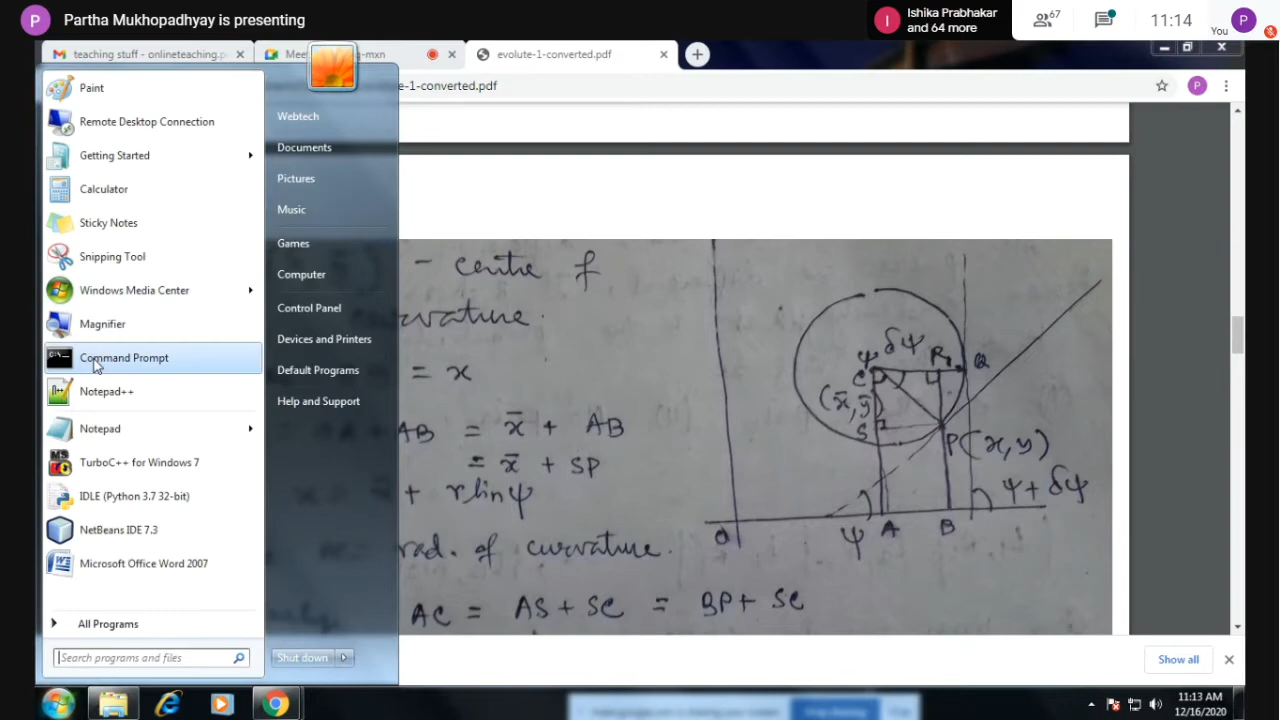 P Partha Mukhopadhyay is presenting
I Ishika Prabhakar and 64 more
67
11:14
You
P
teaching stuff - onlineteaching.p
Mee
-mxn
evolute-1-converted.pdf
e-1-converted.pdf
P
Paint
Remote Desktop Connection
Getting Started
Calculator
Sticky Notes
Snipping Tool
Windows Media Center
Magnifier
Command Prompt
Notepad++
Notepad
TurboC++ for Windows 7
IDLE (Python 3.7 32-bit)
NetBeans IDE 7.3
Microsoft Office Word 2007
All Programs
Search programs and files
Webtech
Documents
Pictures
Music
Games
Computer
Control Panel
Devices and Printers
Default Programs
Help and Support
Shut down
- centre of
curvature.
= x
AB = x̄ + AB
= x̄ + SP
+ r sin ψ
rad. of curvature.
AC = AS + SC = BP + SC
ψ δψ R Q
C
(x̄, ȳ)
S
P(x, y)
ψ + δψ
O ψ A B
Show all
11:13 AM
12/16/2020